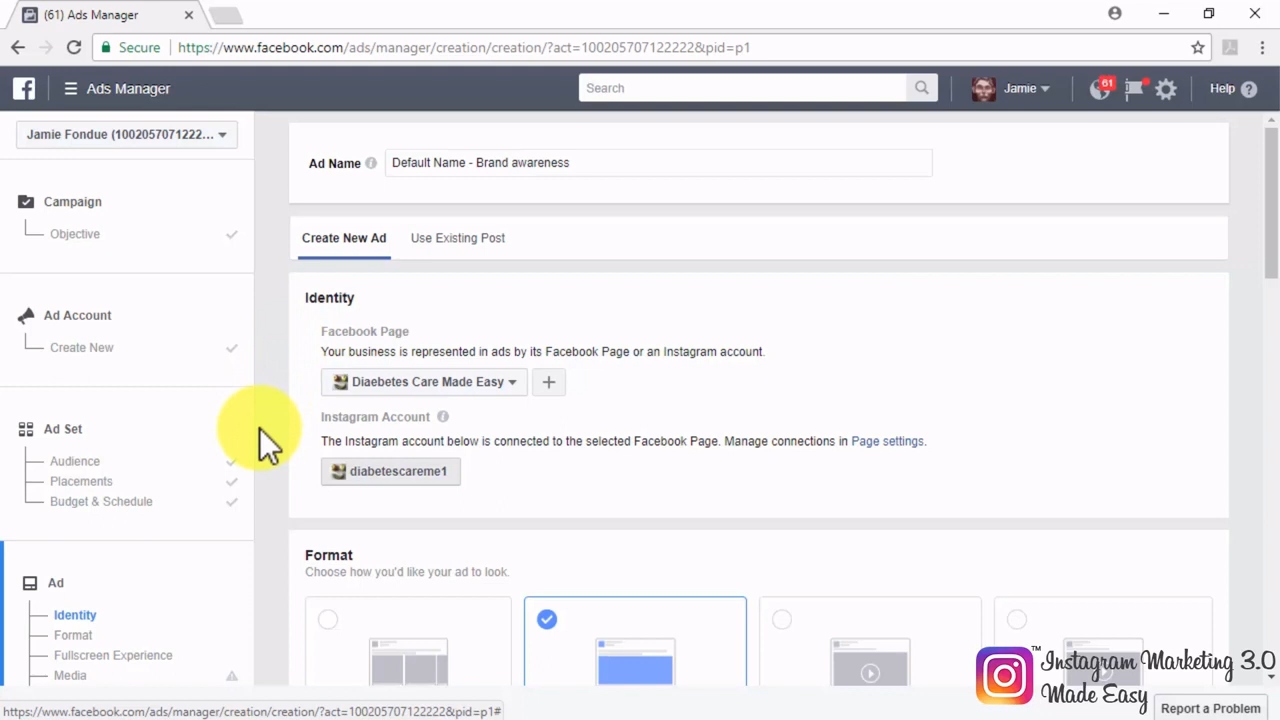 (61) Ads Manager
Secure
https://www.facebook.com/ads/manager/creation/creation/?act=100205707122222&pid=p1
Ads Manager
Search
Jamie
61
Help
Jamie Fondue (1002057071222...
Ad Name
Default Name - Brand awareness
Campaign
Objective
Create New Ad
Use Existing Post
Identity
Ad Account
Create New
Facebook Page
Your business is represented in ads by its Facebook Page or an Instagram account.
Diaebetes Care Made Easy
Instagram Account
The Instagram account below is connected to the selected Facebook Page. Manage connections in Page settings.
diabetescareme1
Ad Set
Audience
Placements
Budget & Schedule
Format
Choose how you'd like your ad to look.
Ad
Identity
Format
Fullscreen Experience
Media
Instagram Marketing 3.0
Made Easy
TM
https://www.facebook.com/ads/manager/creation/creation/?act=100205707122222&pid=p1#
Report a Problem